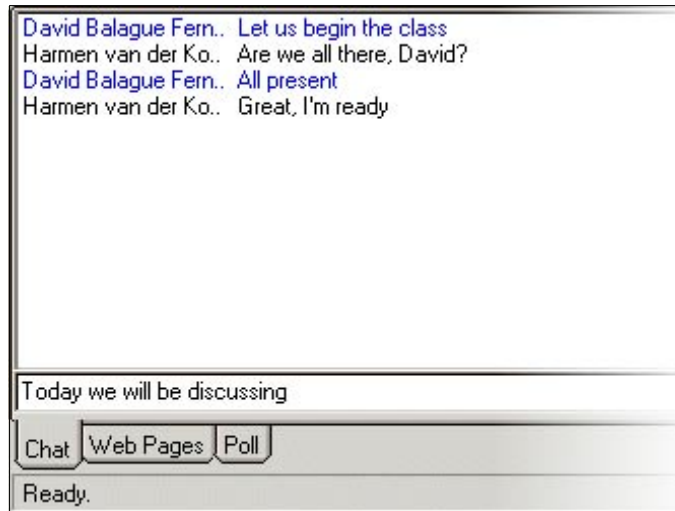 David Balague Fern.. Let us begin the class
Harmen van der Ko.. Are we all there, David?
David Balague Fern.. All present
Harmen van der Ko.. Great, I'm ready
Today we will be discussing
Chat Web Pages Poll
Ready.